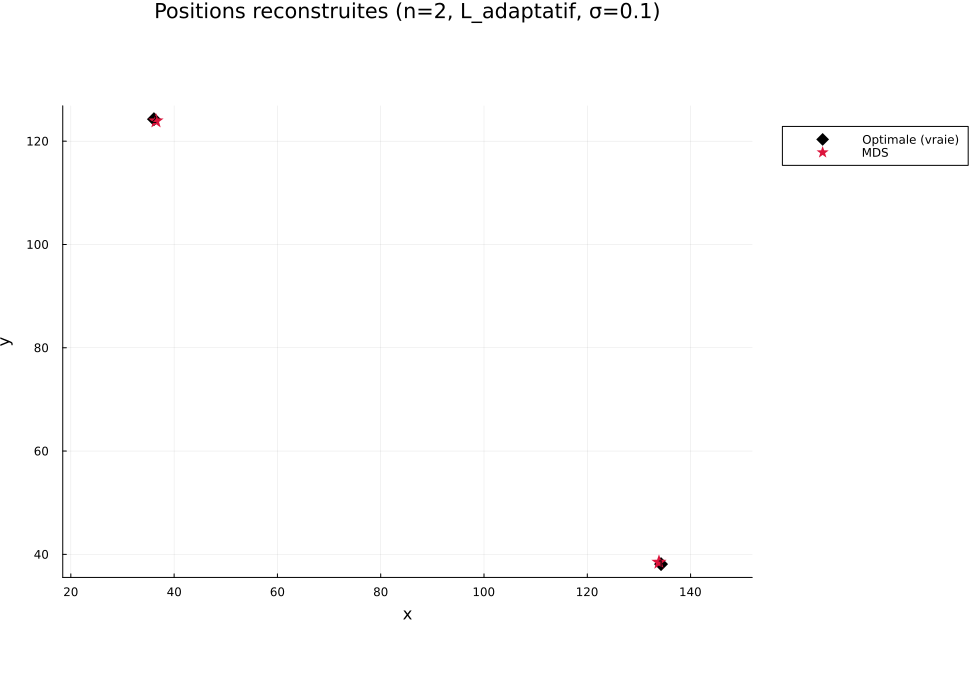 Positions reconstruites (n=2, L_adaptatif, σ=0.1)
Optimale (vraie)
MDS
120
100
80
60
40
y
20 40 60 80 100 120 140
x